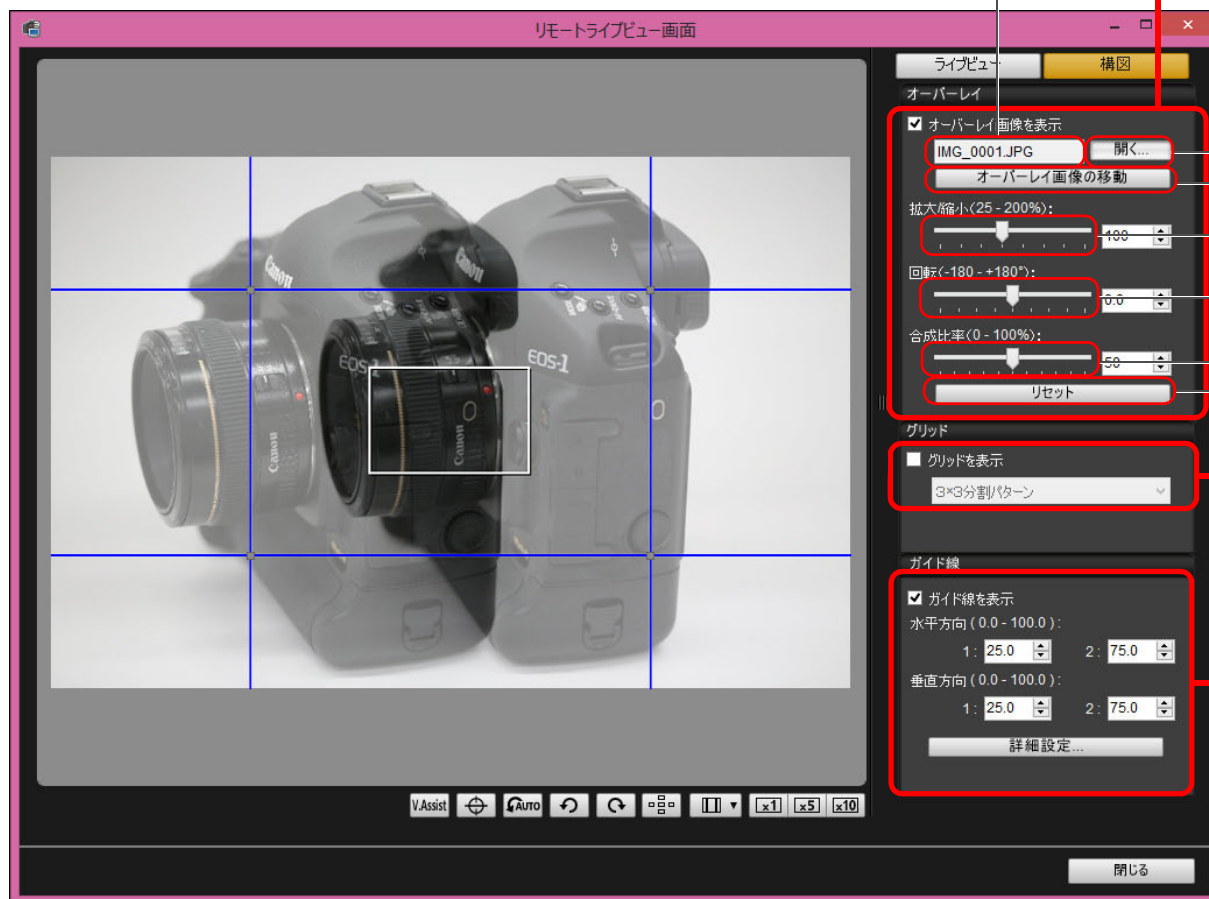 リモートライブビュー画面
ライブビュー
構図
オーバーレイ
オーバーレイ画像を表示
IMG_0001.JPG
開く...
オーバーレイ画像の移動
拡大/縮小(25 - 200%):
100
回転(-180 - +180°):
0.0
合成比率(0 - 100%):
50
リセット
グリッド
グリッドを表示
3×3分割パターン
ガイド線
ガイド線を表示
水平方向 ( 0.0 - 100.0 ) :
1 : 25.0 2 : 75.0
垂直方向 ( 0.0 - 100.0 ) :
1 : 25.0 2 : 75.0
詳細設定...
Canon
Canon
EOS-1
EOS-1
Canon
Canon
V.Assist
AUTO
x1 x5 x10
閉じる